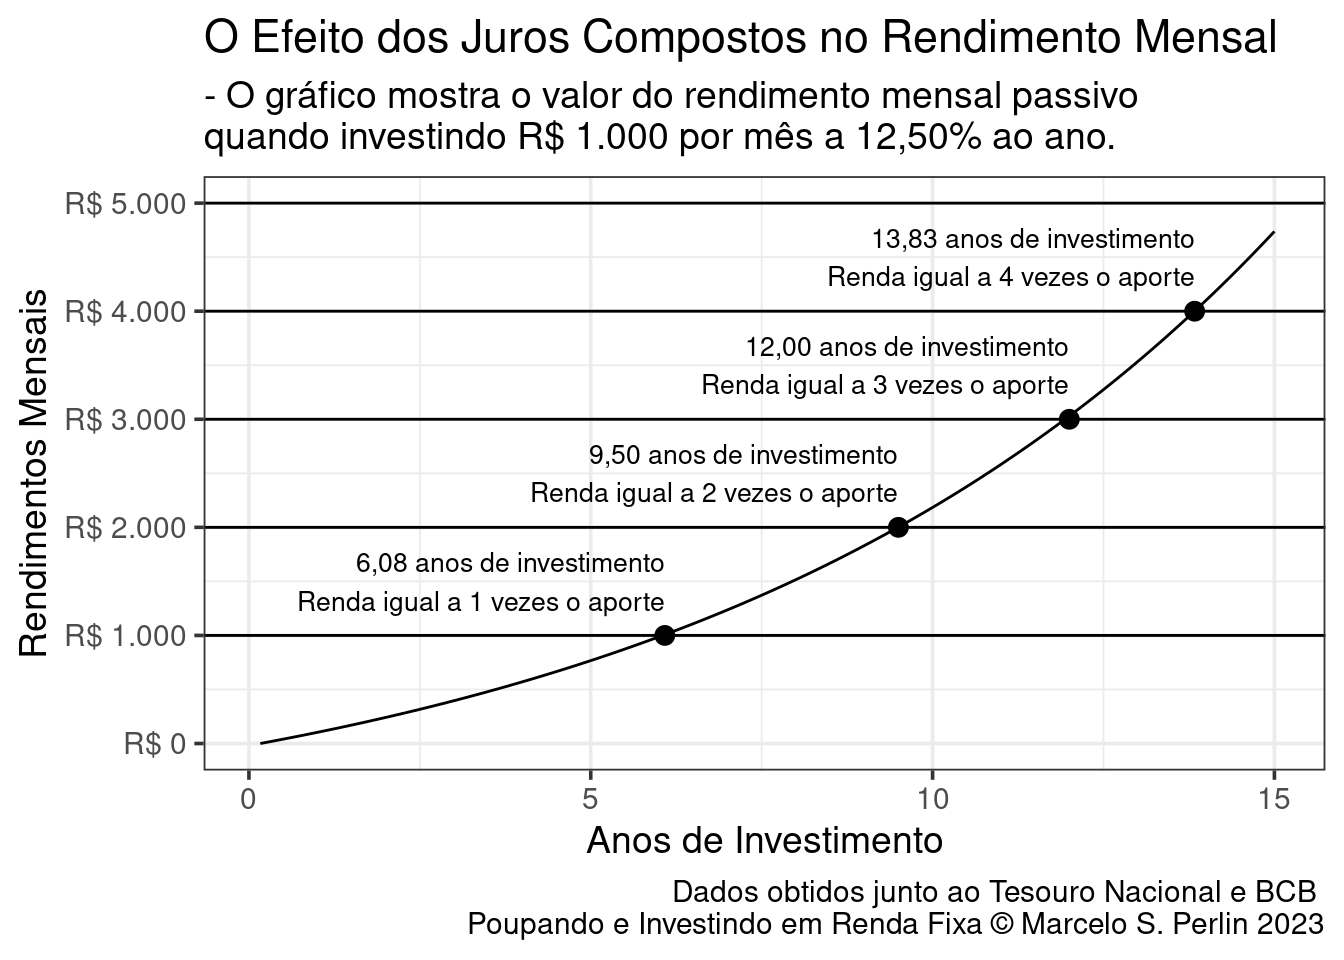 O Efeito dos Juros Compostos no Rendimento Mensal
- O gráfico mostra o valor do rendimento mensal passivo
quando investindo R$ 1.000 por mês a 12,50% ao ano.
Rendimentos Mensais
R$ 5.000
R$ 4.000
R$ 3.000
R$ 2.000
R$ 1.000
R$ 0
13,83 anos de investimento
Renda igual a 4 vezes o aporte
12,00 anos de investimento
Renda igual a 3 vezes o aporte
9,50 anos de investimento
Renda igual a 2 vezes o aporte
6,08 anos de investimento
Renda igual a 1 vezes o aporte
0 5 10 15
Anos de Investimento
Dados obtidos junto ao Tesouro Nacional e BCB
Poupando e Investindo em Renda Fixa © Marcelo S. Perlin 2023